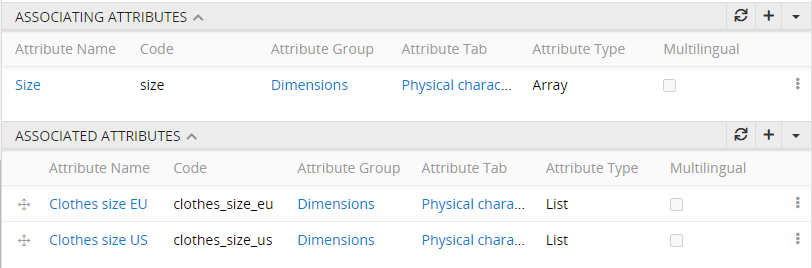 ASSOCIATING ATTRIBUTES
Attribute Name Code Attribute Group Attribute Tab Attribute Type Multilingual
Size size Dimensions Physical charac... Array
ASSOCIATED ATTRIBUTES
Attribute Name Code Attribute Group Attribute Tab Attribute Type Multilingual
Clothes size EU clothes_size_eu Dimensions Physical chara... List
Clothes size US clothes_size_us Dimensions Physical chara... List